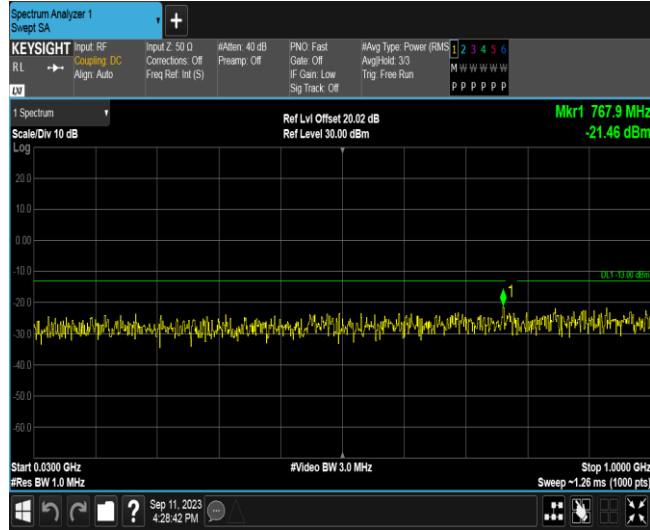 Spectrum Analyzer 1
Swept SA
+
KEYSIGHT Input: RF Input Z: 50 Ω #Atten: 40 dB PNO: Fast #Avg Type: Power (RMS 1 2 3 4 5 6
RL Coupling: DC Corrections: Off Preamp: Off Gate: Off Avg|Hold: 3/3 M W W W W W
Align: Auto Freq Ref: Int (S) IF Gain: Low Trig: Free Run
LXI Sig Track: Off P P P P P P
1 Spectrum Ref Lvl Offset 20.02 dB Mkr1 767.9 MHz
Scale/Div 10 dB Ref Level 30.00 dBm -21.46 dBm
Log
20.0
10.0
0.00
-10.0
DL1 -13.00 dBm
1
-20.0
-30.0
-40.0
-50.0
-60.0
Start 0.0300 GHz #Video BW 3.0 MHz Stop 1.0000 GHz
#Res BW 1.0 MHz Sweep ~1.26 ms (1000 pts)
? Sep 11, 2023
4:28:42 PM